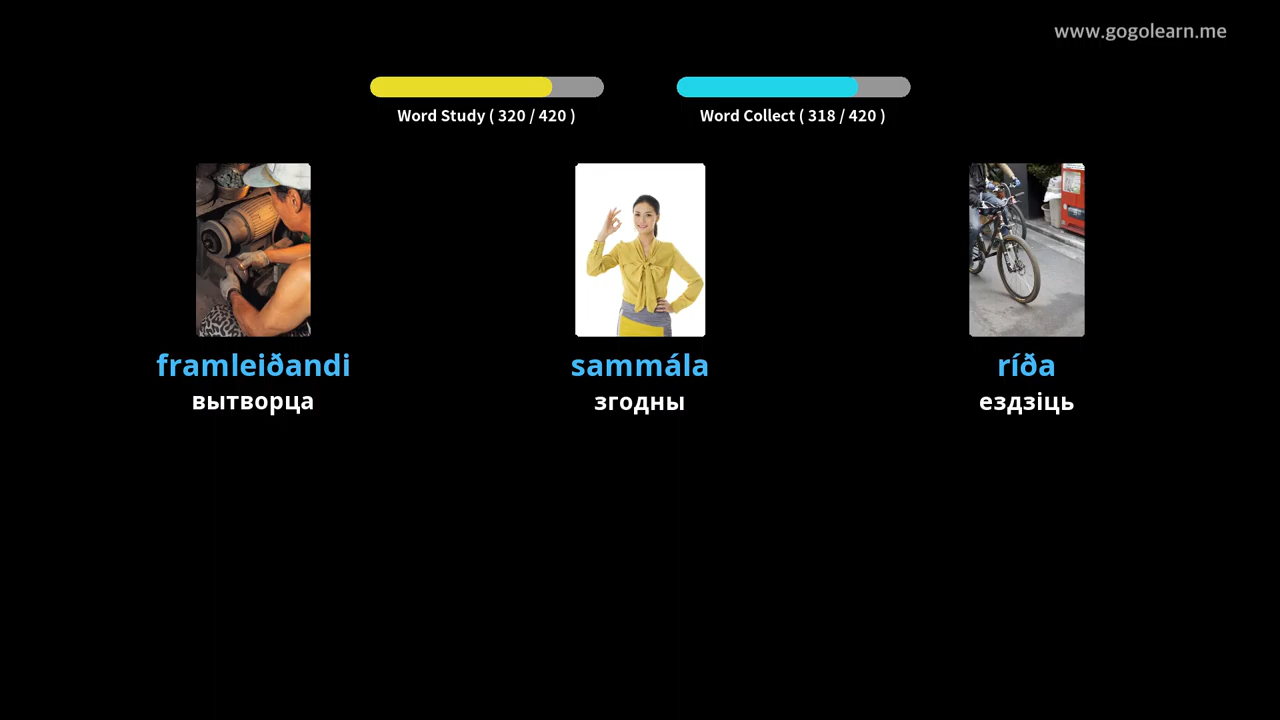 www.gogolearn.me
Word Study ( 320 / 420 )
Word Collect ( 318 / 420 )
framleiðandi
вытворца
sammála
згодны
ríða
ездзіць